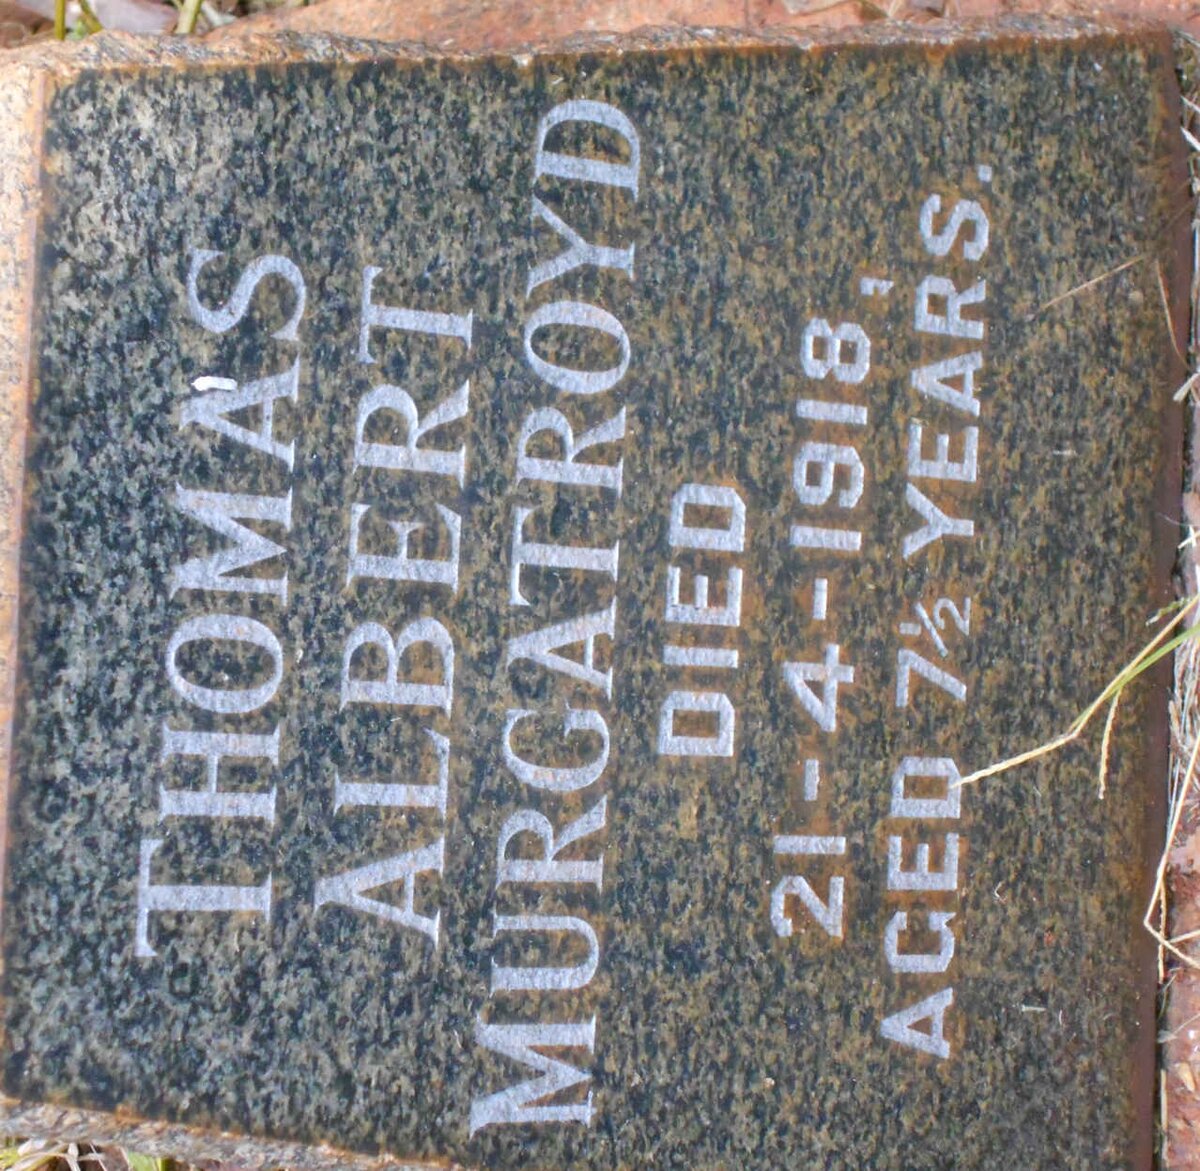 THOMAS
ALBERT
MURGATROYD
DIED
21-4-1918'
AGED 7½ YEARS.